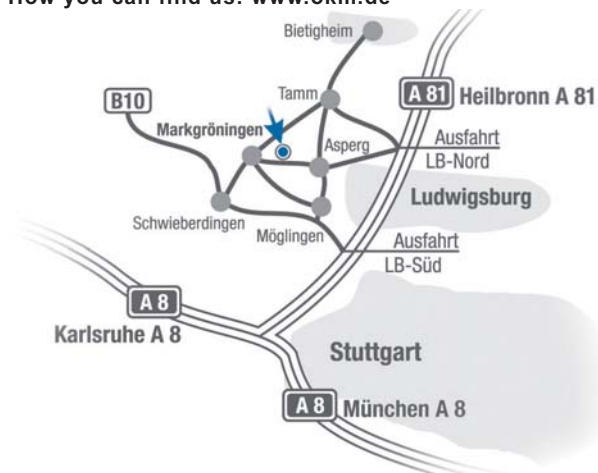 How you can find us: www.okm.de
Bietigheim
B10
Tamm
A 81 Heilbronn A 81
Markgröningen
Asperg
Ausfahrt
LB-Nord
Ludwigsburg
Schwieberdingen
Möglingen
Ausfahrt
LB-Süd
A 8
Karlsruhe A 8
Stuttgart
A 8 München A 8